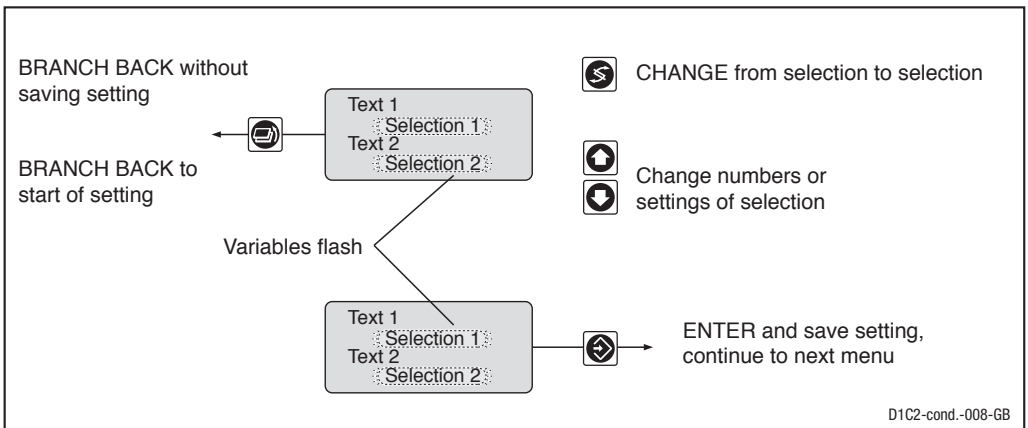 BRANCH BACK without
saving setting
BRANCH BACK to
start of setting
Text 1
Selection 1
Text 2
Selection 2
CHANGE from selection to selection
Change numbers or
settings of selection
Variables flash
Text 1
Selection 1
Text 2
Selection 2
ENTER and save setting,
continue to next menu
D1C2-cond.-008-GB